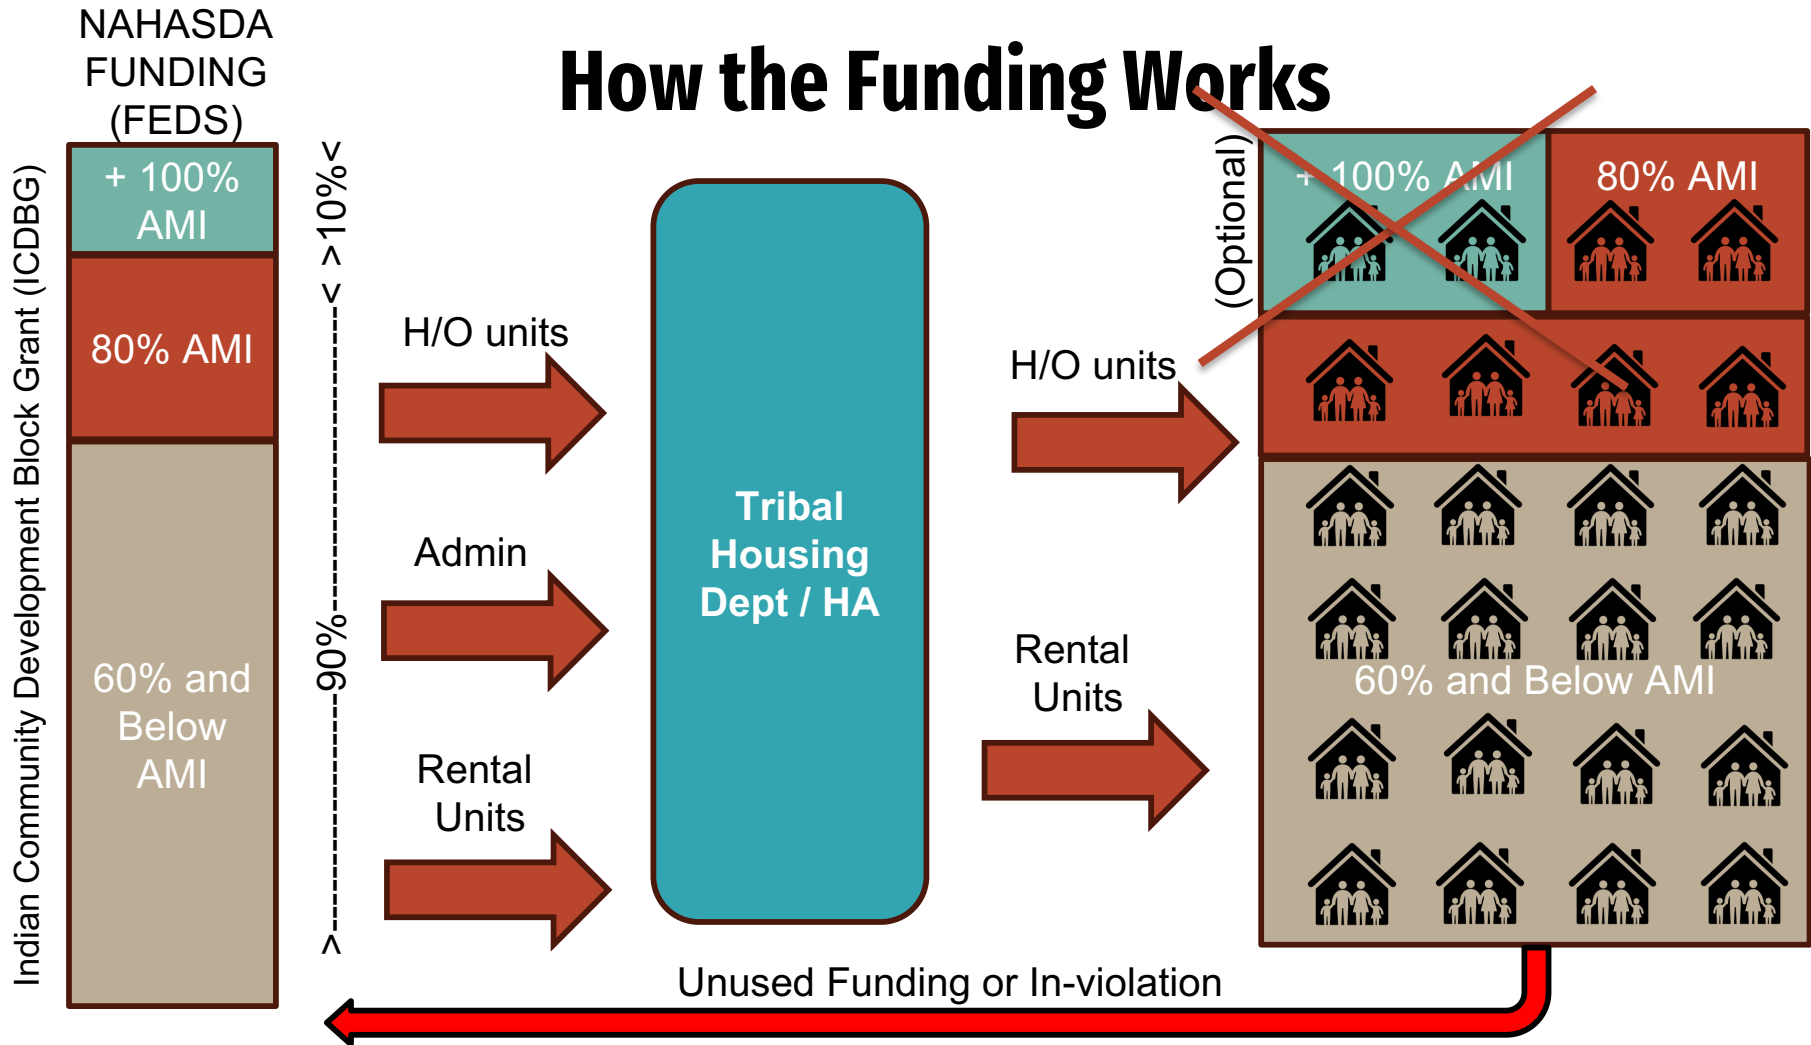 NAHASDA
FUNDING
(FEDS)
How the Funding Works
Indian Community Development Block Grant (ICDBG)
+ 100%
AMI
80% AMI
60% and
Below
AMI
< >10%<
>----------90%---------------<
H/O units
Admin
Rental
Units
Tribal
Housing
Dept / HA
H/O units
Rental
Units
(Optional)
+ 100% AMI
80% AMI
60% and Below AMI
Unused Funding or In-violation